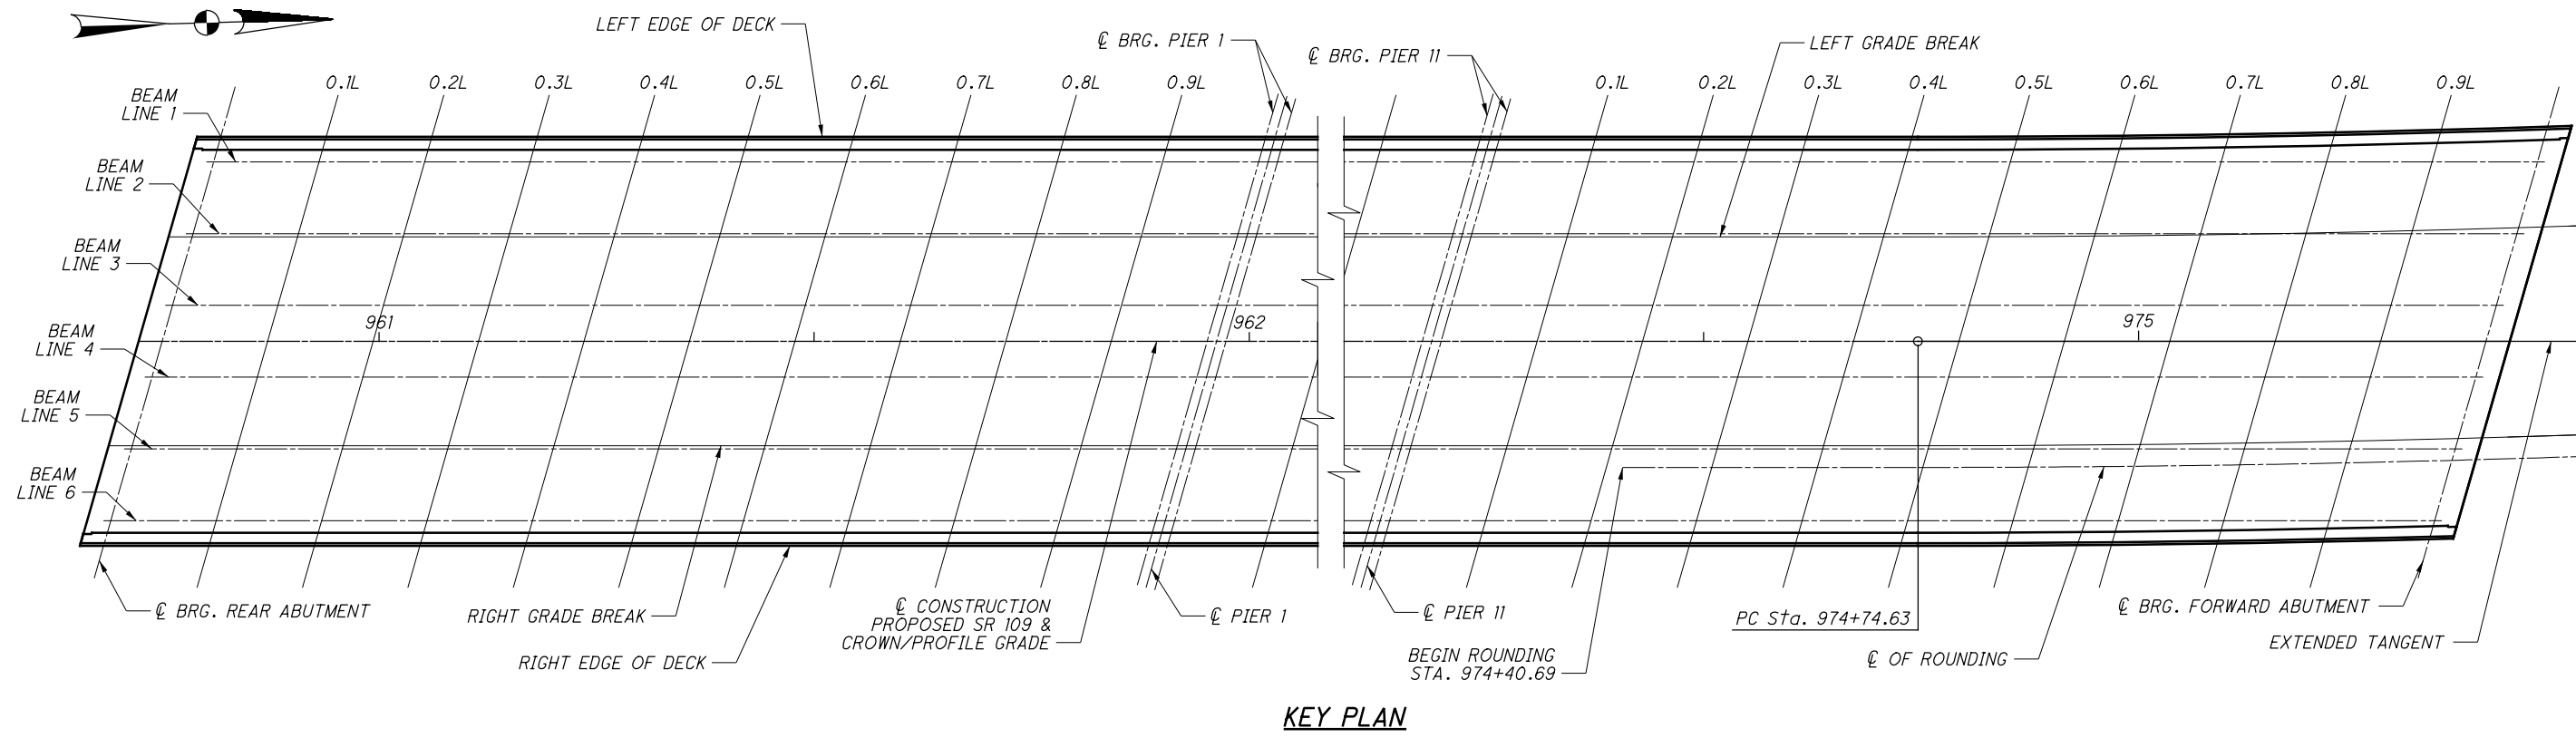 LEFT EDGE OF DECK
℄ BRG. PIER 1
℄ BRG. PIER 11
LEFT GRADE BREAK
0.1L 0.2L 0.3L 0.4L 0.5L 0.6L 0.7L 0.8L 0.9L
0.1L 0.2L 0.3L 0.4L 0.5L 0.6L 0.7L 0.8L 0.9L
BEAM
LINE 1
BEAM
LINE 2
BEAM
LINE 3
BEAM
LINE 4
BEAM
LINE 5
BEAM
LINE 6
961
962
975
℄ BRG. REAR ABUTMENT
RIGHT GRADE BREAK
RIGHT EDGE OF DECK
℄ CONSTRUCTION
PROPOSED SR 109 &
CROWN/PROFILE GRADE
℄ PIER 1
℄ PIER 11
BEGIN ROUNDING
STA. 974+40.69
PC Sta. 974+74.63
℄ OF ROUNDING
℄ BRG. FORWARD ABUTMENT
EXTENDED TANGENT
KEY PLAN